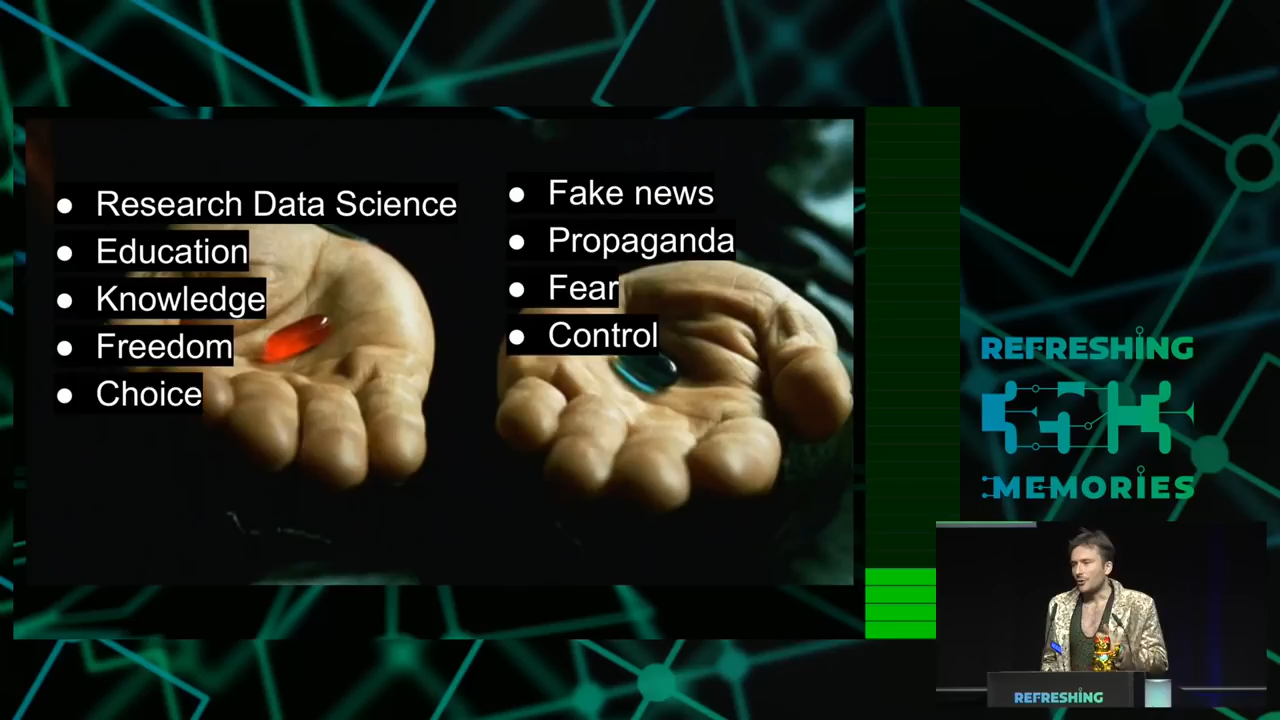 Research Data Science
Education
Knowledge
Freedom
Choice
Fake news
Propaganda
Fear
Control
REFRESHING
MEMORIES
REFRESHING